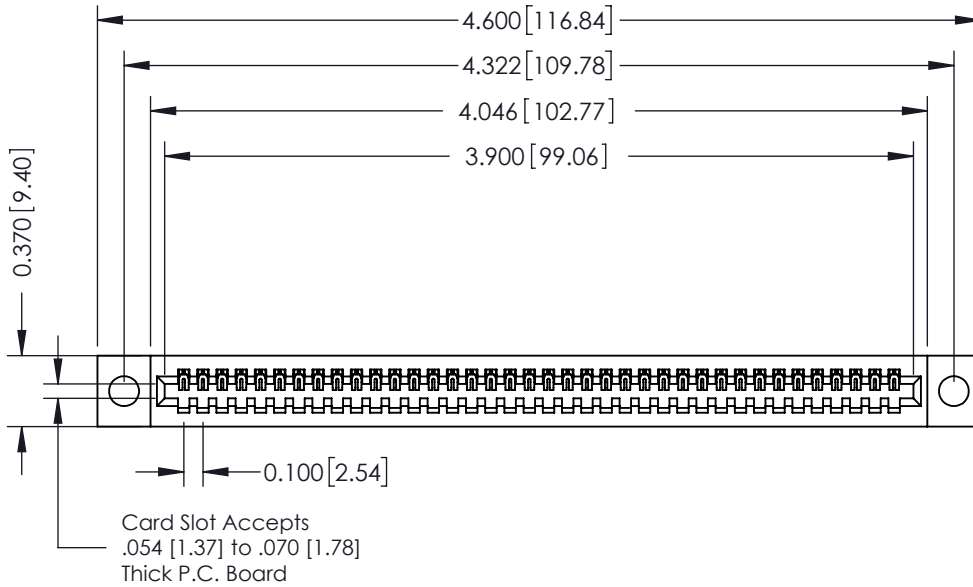 4.600 [116.84]
4.322 [109.78]
4.046 [102.77]
3.900 [99.06]
0.370 [9.40]
0.100 [2.54]
Card Slot Accepts
.054 [1.37] to .070 [1.78]
Thick P.C. Board